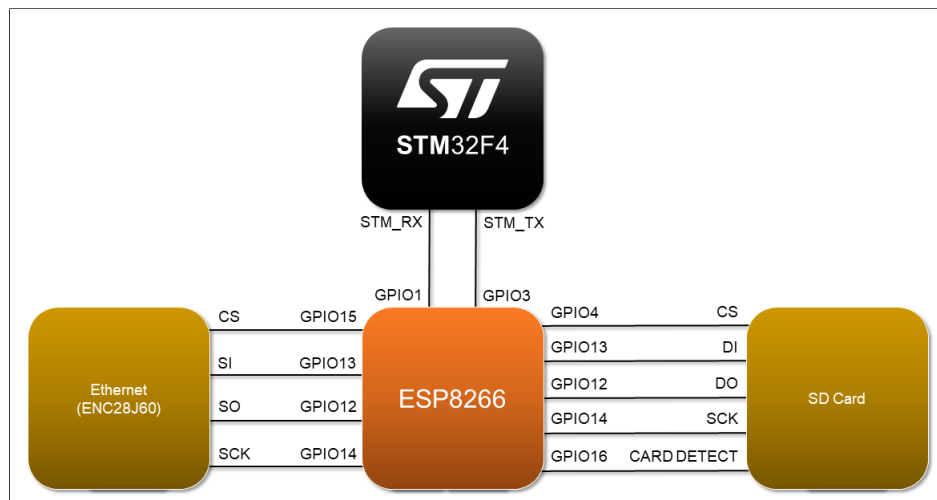 ST
STM32F4
STM_RX STM_TX
GPIO1 GPIO3
CS GPIO15 GPIO4 CS
SI GPIO13 GPIO13 DI
Ethernet
(ENC28J60)
ESP8266
SD Card
SO GPIO12 GPIO12 DO
SCK GPIO14 GPIO14 SCK
GPIO16 CARD DETECT